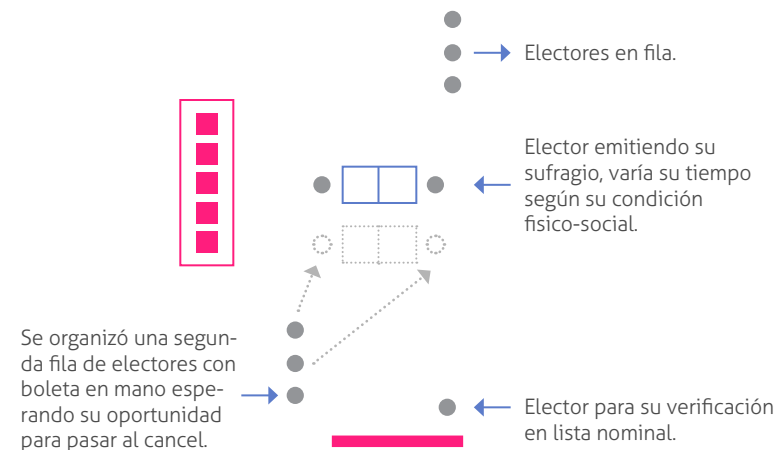 Electores en fila.
Elector emitiendo su
sufragio, varía su tiempo
según su condición
fisico-social.
Se organizó una segun-
da fila de electores con
boleta en mano espe-
rando su oportunidad
para pasar al cancel.
Elector para su verificación
en lista nominal.